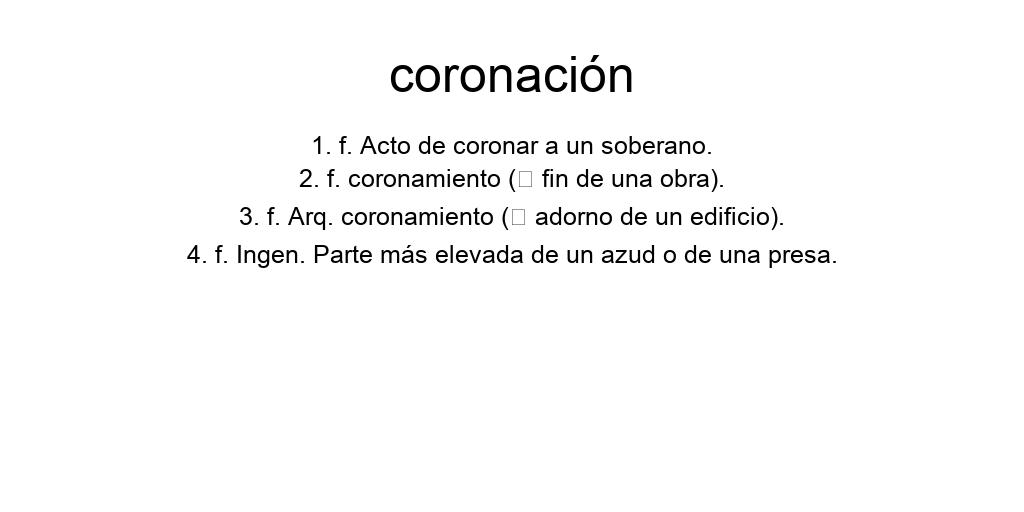 coronación
1. f. Acto de coronar a un soberano.
2. f. coronamiento (□ fin de una obra).
3. f. Arq. coronamiento (□ adorno de un edificio).
4. f. Ingen. Parte más elevada de un azud o de una presa.